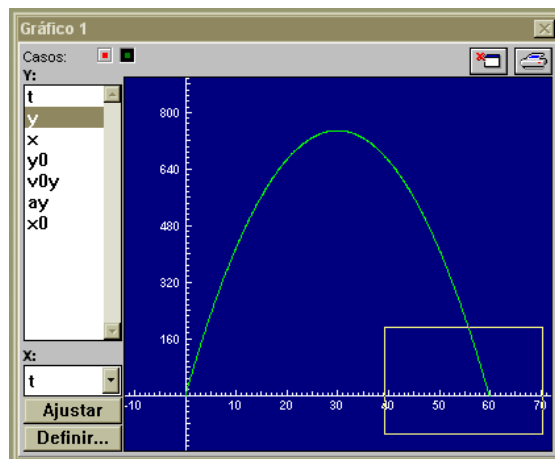 Gráfico 1
Casos:
Y:
t
y
x
y0
v0y
ay
x0
X:
t
Ajustar
Definir...
800
640
480
320
160
-10 10 20 30 40 50 60 70